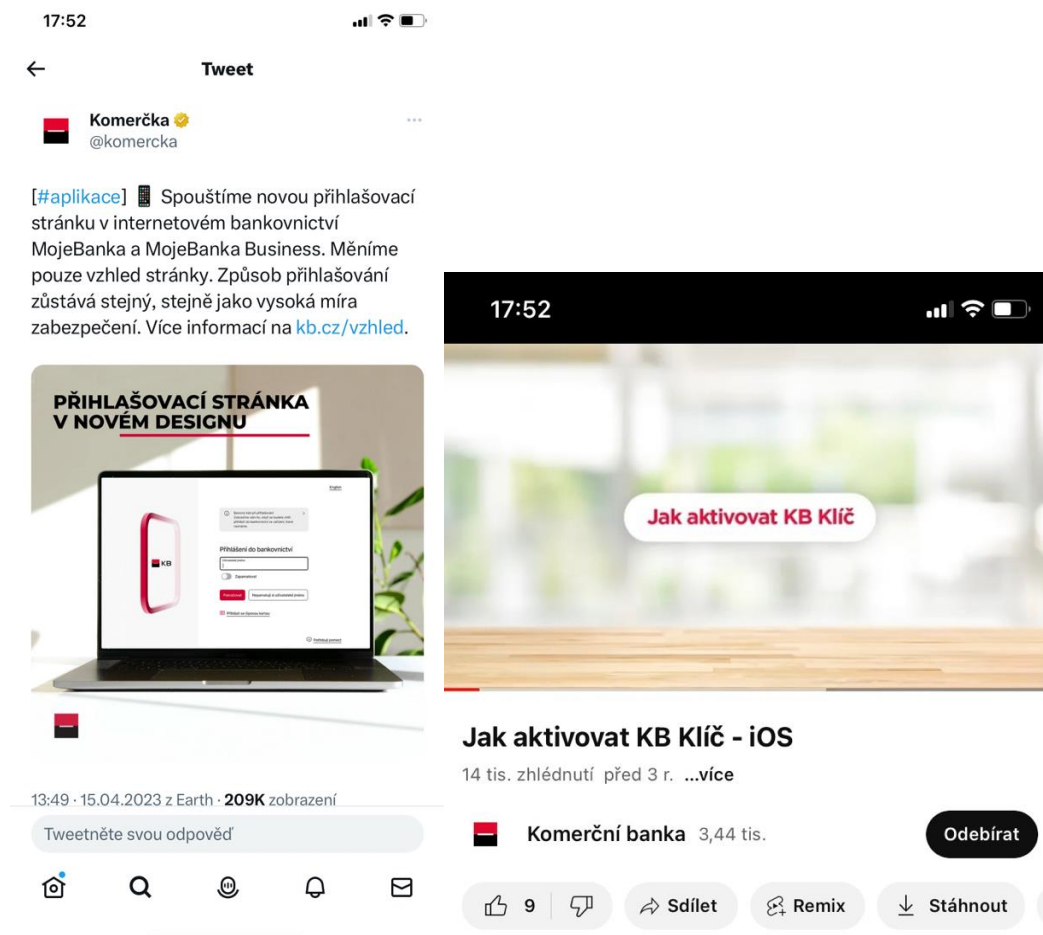 17:52
Tweet
Komerčka
@komercka
[#aplikace] Spouštíme novou přihlašovací
stránku v internetovém bankovnictví
MojeBanka a MojeBanka Business. Měníme
pouze vzhled stránky. Způsob přihlašování
zůstává stejný, stejně jako vysoká míra
zabezpečení. Více informací na kb.cz/vzhled.
PŘIHLAŠOVACÍ STRÁNKA
V NOVÉM DESIGNU
English
KB
Přihlášení do bankovnictví
Zapamatovat
Pokračovat
13:49 · 15.04.2023 z Earth · 209K zobrazení
Tweetněte svou odpověď
17:52
Jak aktivovat KB Klíč
Jak aktivovat KB Klíč - iOS
14 tis. zhlédnutí před 3 r. ...více
Komerční banka 3,44 tis.
Odebírat
9
Sdílet
Remix
Stáhnout